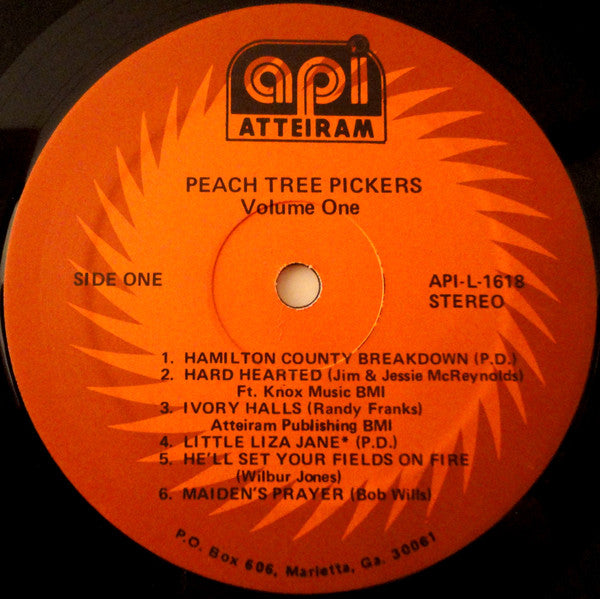 api
ATTEIRAM
PEACH TREE PICKERS
Volume One
SIDE ONE
API-L-1618
STEREO
1. HAMILTON COUNTY BREAKDOWN (P.D.)
2. HARD HEARTED (Jim & Jessie McReynolds)
Ft. Knox Music BMI
3. IVORY HALLS (Randy Franks)
Atteiram Publishing BMI
4. LITTLE LIZA JANE* (P.D.)
5. HE'LL SET YOUR FIELDS ON FIRE
(Wilbur Jones)
6. MAIDEN'S PRAYER (Bob Wills)
P.O. Box 606, Marietta, Ga. 30061